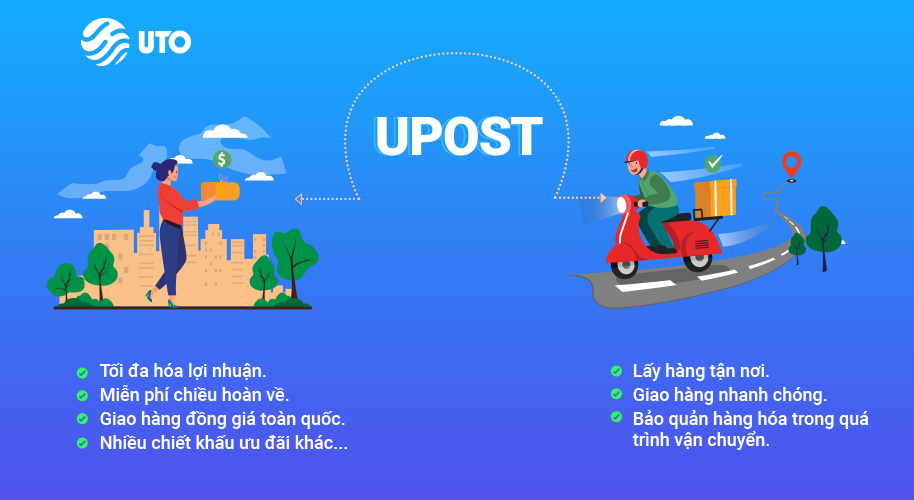 UTO
UPOST
$
Tối đa hóa lợi nhuận.
Miễn phí chiều hoàn về.
Giao hàng đồng giá toàn quốc.
Nhiều chiết khấu ưu đãi khác...
Lấy hàng tận nơi.
Giao hàng nhanh chóng.
Bảo quản hàng hóa trong quá
trình vận chuyển.